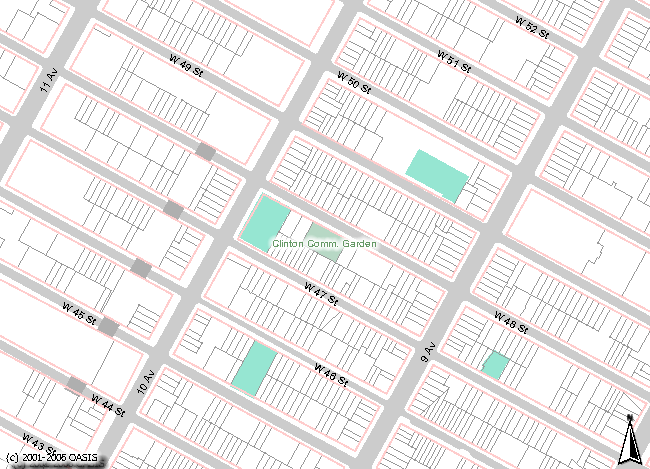 W 52 St
W 51 St
W 49 St
W 50 St
11 Av
Clinton Comm. Garden
W 47 St
W 45 St
W 48 St
9 Av
W 46 St
10 Av
W 44 St
N
W 43 St
(c) 2001-2006 OASIS